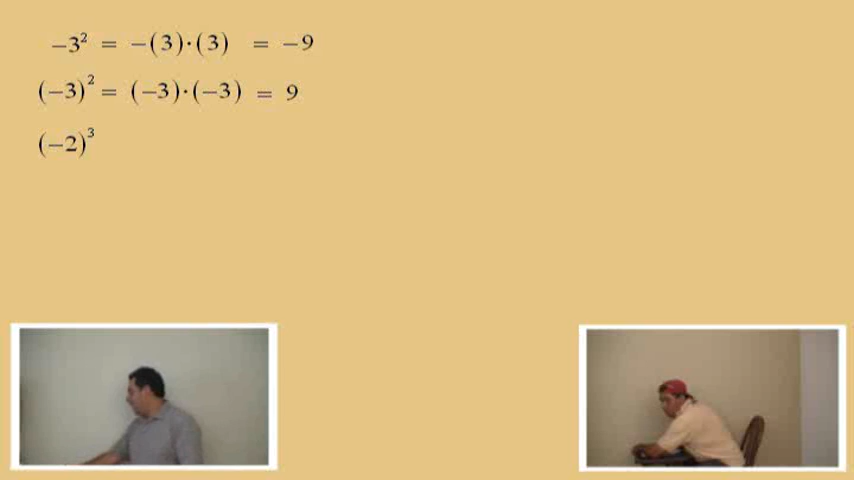 −3² = −(3)·(3) = −9
(−3)² = (−3)·(−3) = 9
(−2)³